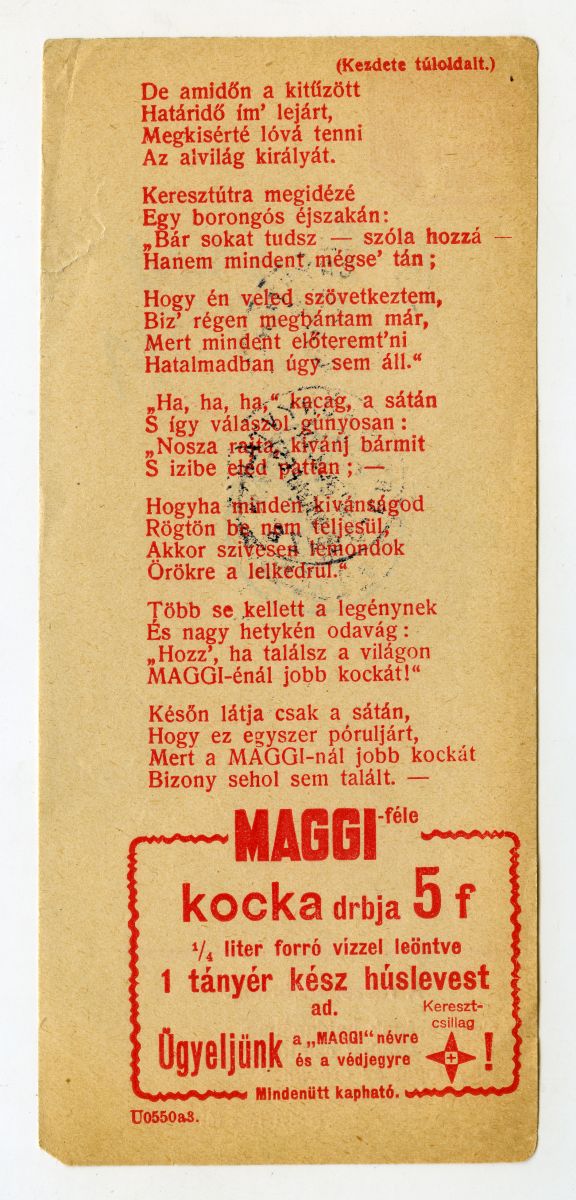 (Kezdete túloldalt.)
De amidőn a kitűzött
Határidő ím' lejárt,
Megkisérté lóvá tenni
Az alvilág királyát.
Keresztútra megidézé
Egy borongós éjszakán:
„Bár sokat tudsz — szóla hozzá —
Hanem mindent mégse' tán;
Hogy én veled szövetkeztem,
Biz' régen megbántam már,
Mert mindent előteremt'ni
Hatalmadban úgy sem áll.“
„Ha, ha, ha,“ kacag, a sátán
S így válaszol gúnyosan:
„Nosza rajta, kivánj bármit
S izibe eléd pattan; —
Hogyha minden kivánságod
Rögtön be nem teljesül,
Akkor szivesen lemondok
Örökre a lelkedrül.“
Több se kellett a legénynek
És nagy hetykén odavág:
„Hozz', ha találsz a világon
MAGGI-énál jobb kockát!“
Későn látja csak a sátán,
Hogy ez egyszer póruljárt,
Mert a MAGGI-nál jobb kockát
Bizony sehol sem talált. —
MAGGI-féle
kocka drbja 5 f
1/4 liter forró vízzel leöntve
1 tányér kész húslevest
ad.
Kereszt-
csillag
Ügyeljünk a „MAGGI“ névre
és a védjegyre !
Mindenütt kapható.
U0550a3.